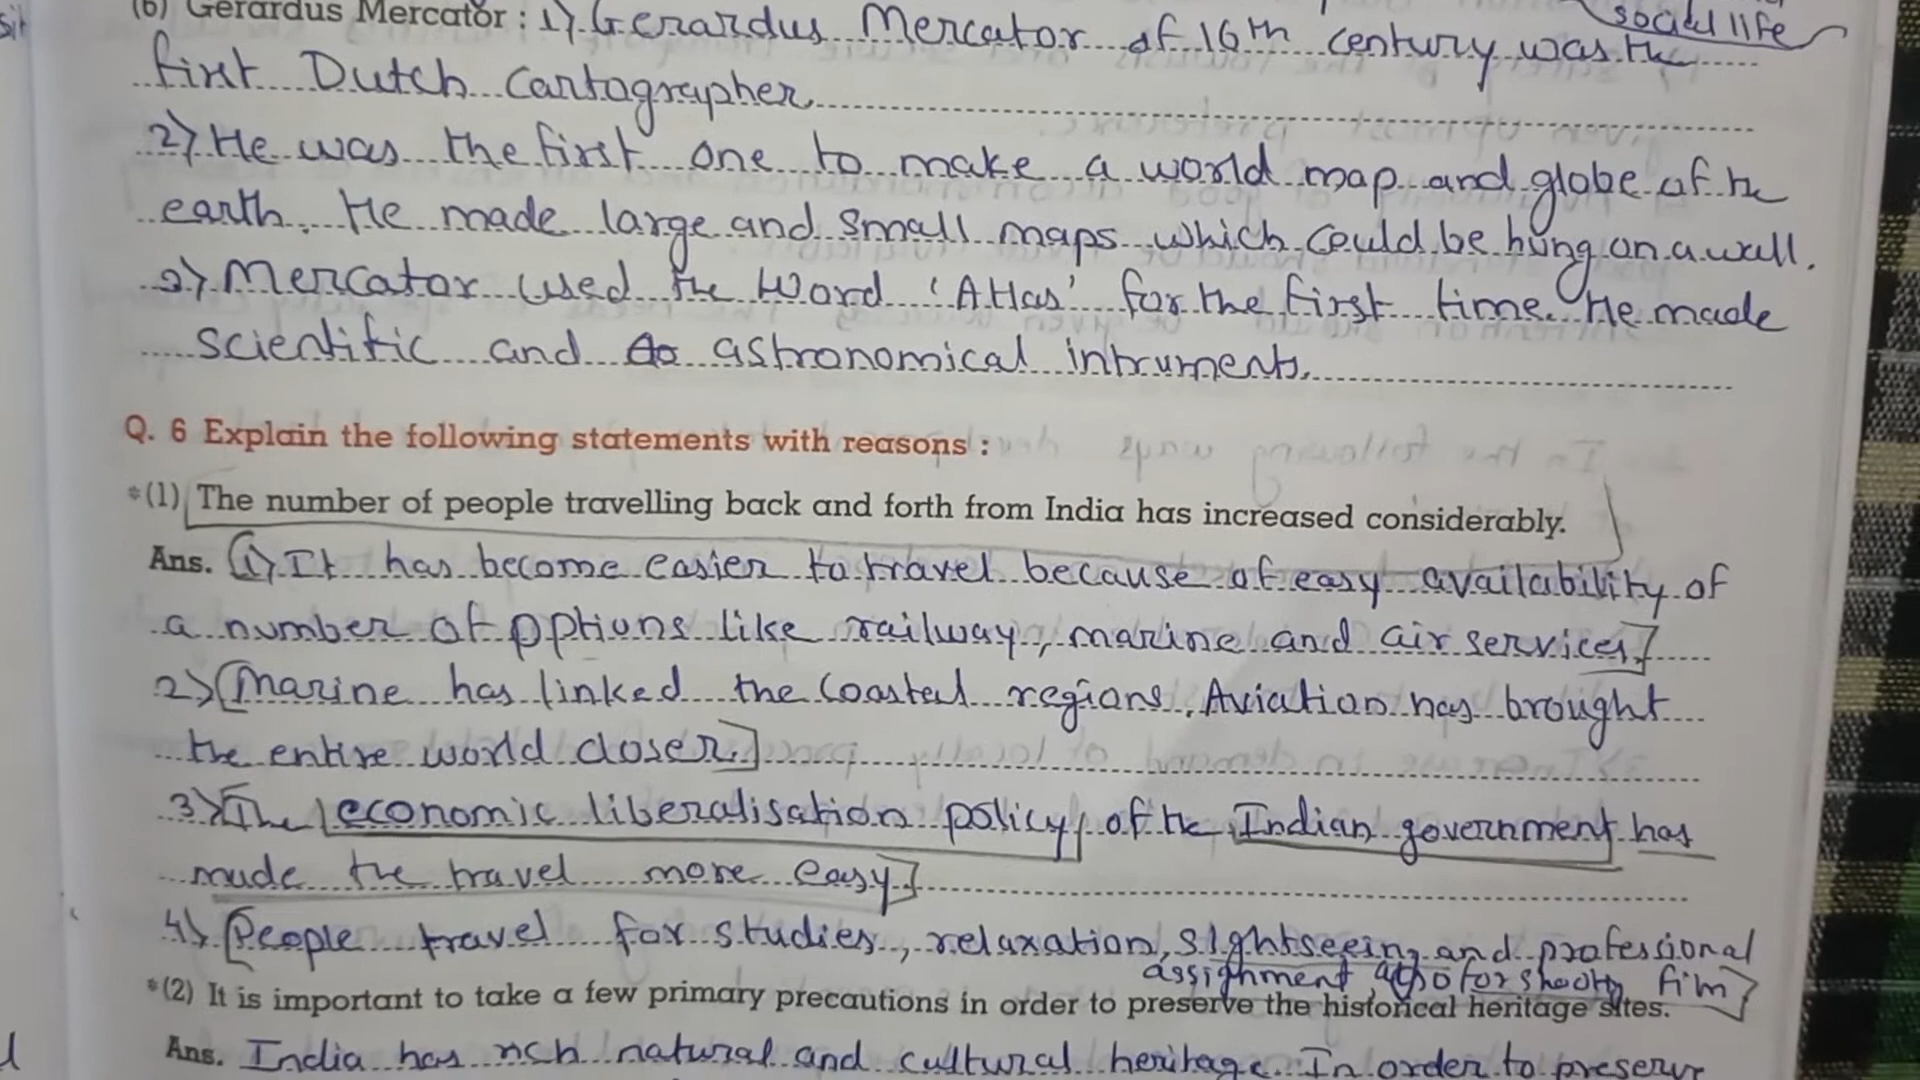 social life
(6) Gerardus Mercator : 1) Gerardus Mercator of 16th century was the
first Dutch Cartographer.
2) He was the first one to make a world map and globe of the
earth. He made large and small maps which could be hung on a wall.
3) Mercator used the word 'Atlas' for the first time. He made
scientific and astronomical intruments.
Q. 6 Explain the following statements with reasons :
*(1) The number of people travelling back and forth from India has increased considerably.
Ans. 1) It has become easier to travel because of easy availability of
a number of options like railway, marine and air services
2) Marine has linked the coastal regions. Aviation has brought
the entire world closer.
3) The economic liberalisation policy of the Indian government has
made the travel more easy
4) People travel for studies, relaxation, sightseeing and professional
assignment also for shooting film
*(2) It is important to take a few primary precautions in order to preserve the historical heritage sites.
Ans. India has rich natural and cultural heritage. In order to preserve